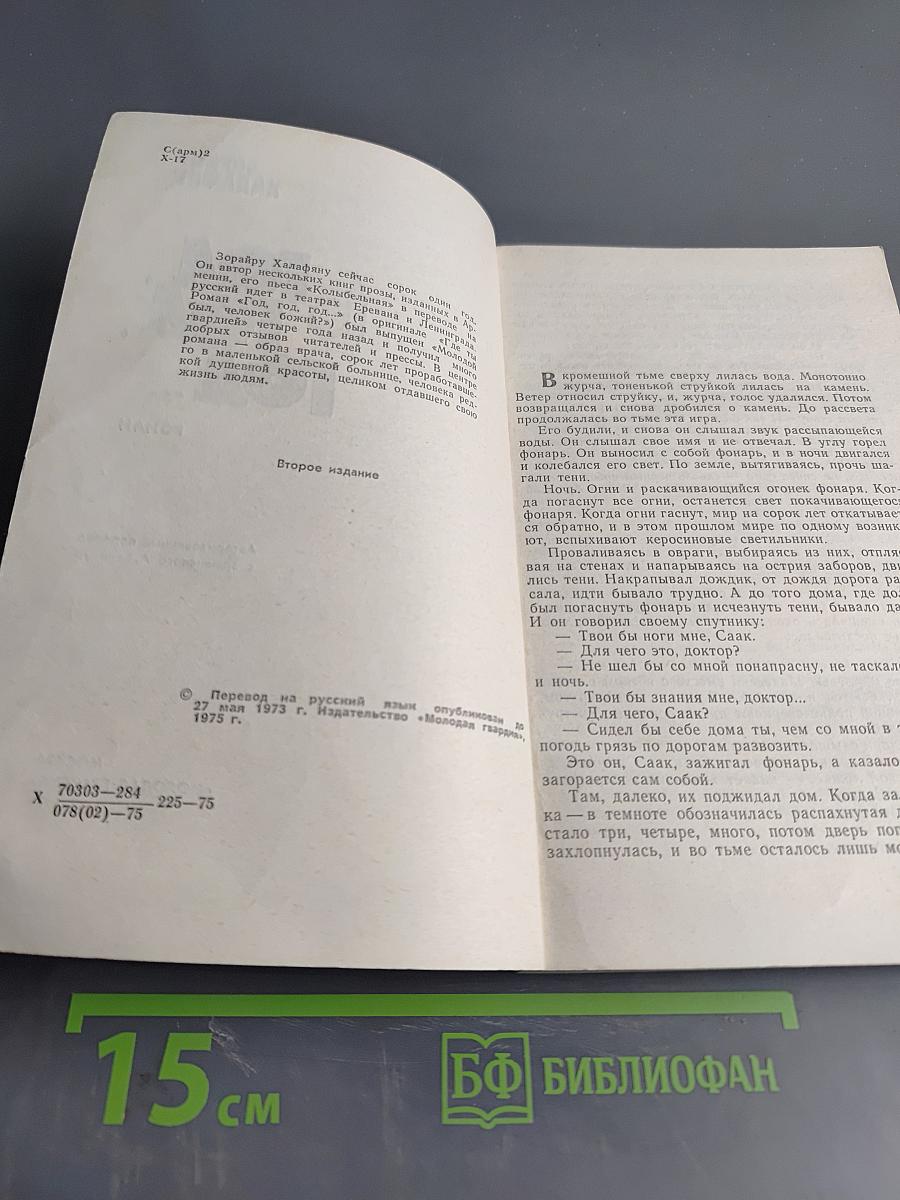 С(арм)2
Х-17
Зорайру Халафяну сейчас сорок один год.
Он автор нескольких книг прозы, изданных в Ар-
мении, его пьеса «Колыбельная» в переводе на
русский идет в театрах Еревана и Ленинграда.
Роман «Год, год, год...» (в оригинале «Где ты
был, человек божий?») был выпущен «Молодой
гвардией» четыре года назад и получил много
добрых отзывов читателей и прессы. В центре
романа — образ врача, сорок лет проработавше-
го в маленькой сельской больнице, человека ред-
кой душевной красоты, целиком отдавшего свою
жизнь людям.
Второе издание
© Перевод на русский язык опубликован до
27 мая 1973 г. Издательство «Молодая гвардия»,
1975 г.
Х 70303—284
078(02)—75 225—75
В кромешной тьме сверху лилась вода. Монотонно
журча, тоненькой струйкой лилась на камень.
Ветер относил струйку, и, журча, голос удалялся. Потом
возвращался и снова дробился о камень. До рассвета
продолжалась во тьме эта игра.
Его будили, и снова он слышал звук рассыпающейся
воды. Он слышал свое имя и не отвечал. В углу горел
фонарь. Он выносил с собой фонарь, и в ночи двигался
и колебался его свет. По земле, вытягиваясь, прочь ша-
гали тени.
Ночь. Огни и раскачивающийся огонек фонаря. Ког-
да погаснут все огни, останется свет покачивающегося
фонаря. Когда огни гаснут, мир на сорок лет откатывает
ся обратно, и в этом прошлом мире по одному возник
ют, вспыхивают керосиновые светильники.
Проваливаясь в овраги, выбираясь из них, отпляс
вая на стенах и напарываясь на острия заборов, дви
лись тени. Накрапывал дождик, от дождя дорога ра
сала, идти бывало трудно. А до того дома, где дол
был погаснуть фонарь и исчезнуть тени, бывало да
И он говорил своему спутнику:
— Твои бы ноги мне, Саак.
— Для чего это, доктор?
— Не шел бы со мной понапрасну, не таскал
и ночь.
— Твои бы знания мне, доктор...
— Для чего, Саак?
— Сидел бы себе дома ты, чем со мной в т
погодь грязь по дорогам развозить.
Это он, Саак, зажигал фонарь, а казало
загорается сам собой.
Там, далеко, их поджидал дом. Когда за
ка — в темноте обозначилась распахнутая д
стало три, четыре, много, потом дверь пог
захлопнулась, и во тьме осталось лишь мо
15 см
БФ БИБЛИОФАН